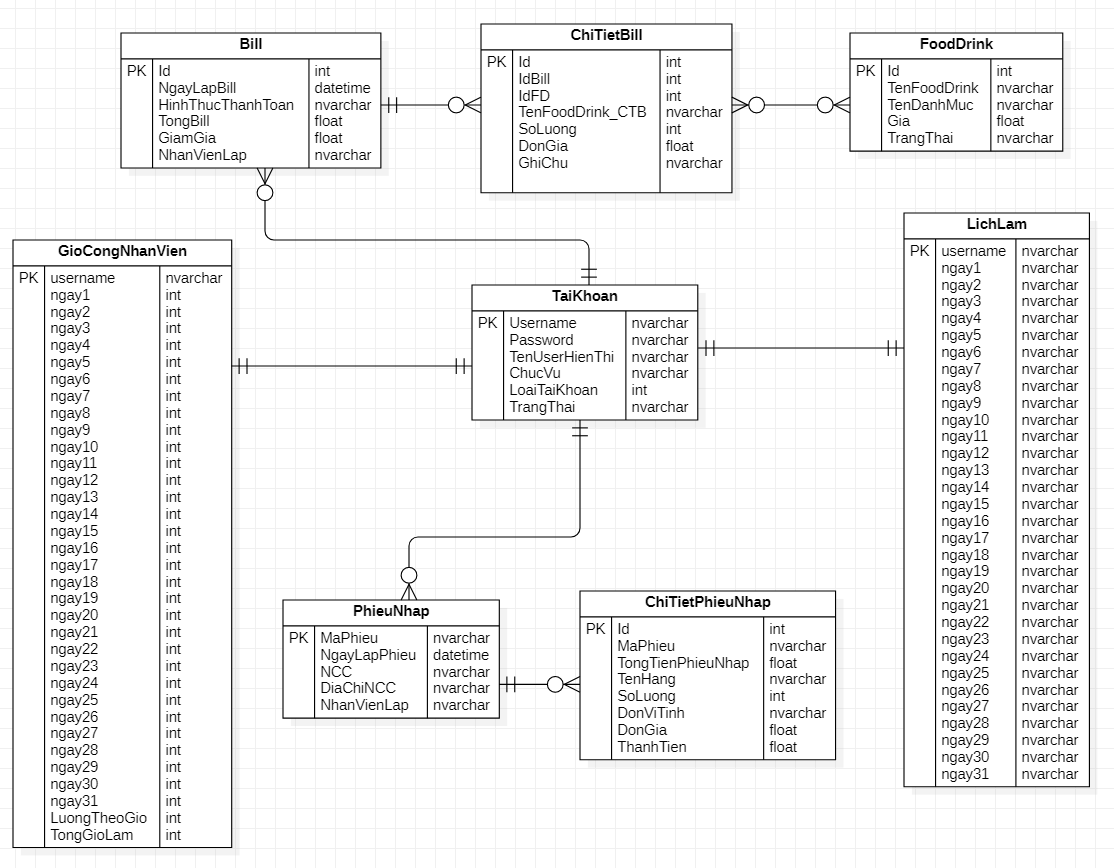 Bill
PK Id int
NgayLapBill datetime
HinhThucThanhToan nvarchar
TongBill float
GiamGia float
NhanVienLap nvarchar
ChiTietBill
PK Id int
IdBill int
IdFD int
TenFoodDrink_CTB nvarchar
SoLuong int
DonGia float
GhiChu nvarchar
FoodDrink
PK Id int
TenFoodDrink nvarchar
TenDanhMuc nvarchar
Gia float
TrangThai nvarchar
GioCongNhanVien
PK username nvarchar
ngay1 int
ngay2 int
ngay3 int
ngay4 int
ngay5 int
ngay6 int
ngay7 int
ngay8 int
ngay9 int
ngay10 int
ngay11 int
ngay12 int
ngay13 int
ngay14 int
ngay15 int
ngay16 int
ngay17 int
ngay18 int
ngay19 int
ngay20 int
ngay21 int
ngay22 int
ngay23 int
ngay24 int
ngay25 int
ngay26 int
ngay27 int
ngay28 int
ngay29 int
ngay30 int
ngay31 int
LuongTheoGio int
TongGioLam int
TaiKhoan
PK Username nvarchar
Password nvarchar
TenUserHienThi nvarchar
ChucVu nvarchar
LoaiTaiKhoan int
TrangThai nvarchar
LichLam
PK username nvarchar
ngay1 nvarchar
ngay2 nvarchar
ngay3 nvarchar
ngay4 nvarchar
ngay5 nvarchar
ngay6 nvarchar
ngay7 nvarchar
ngay8 nvarchar
ngay9 nvarchar
ngay10 nvarchar
ngay11 nvarchar
ngay12 nvarchar
ngay13 nvarchar
ngay14 nvarchar
ngay15 nvarchar
ngay16 nvarchar
ngay17 nvarchar
ngay18 nvarchar
ngay19 nvarchar
ngay20 nvarchar
ngay21 nvarchar
ngay22 nvarchar
ngay23 nvarchar
ngay24 nvarchar
ngay25 nvarchar
ngay26 nvarchar
ngay27 nvarchar
ngay28 nvarchar
ngay29 nvarchar
ngay30 nvarchar
ngay31 nvarchar
PhieuNhap
PK MaPhieu nvarchar
NgayLapPhieu datetime
NCC nvarchar
DiaChiNCC nvarchar
NhanVienLap nvarchar
ChiTietPhieuNhap
PK Id int
MaPhieu nvarchar
TongTienPhieuNhap float
TenHang nvarchar
SoLuong int
DonViTinh nvarchar
DonGia float
ThanhTien float